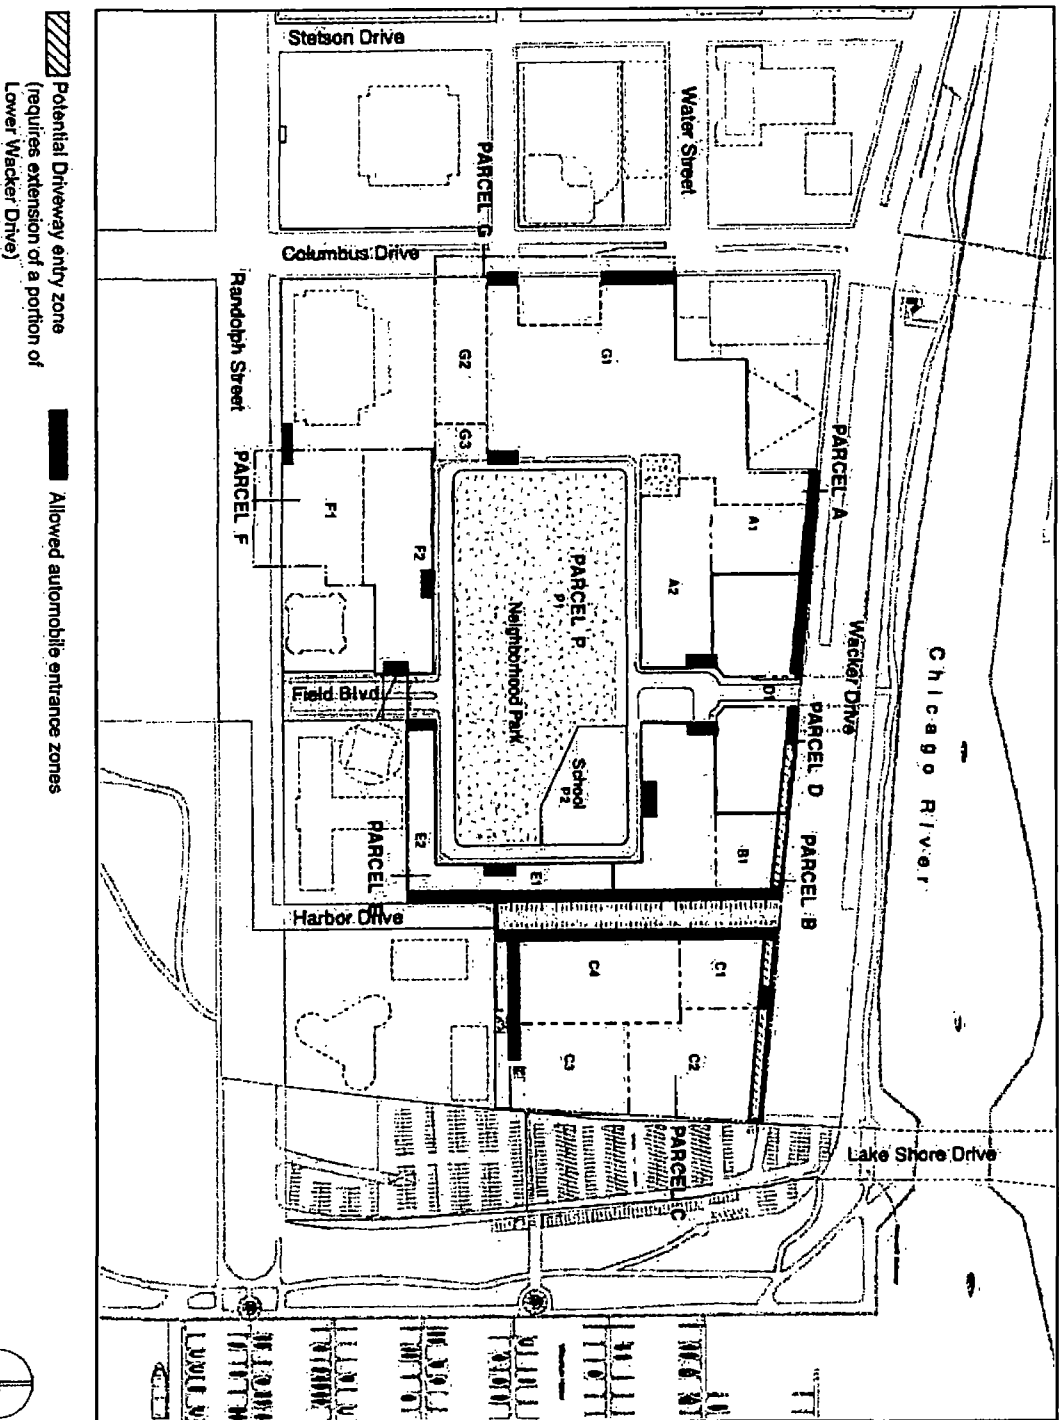 Stetson Drive
Water Street
PARCEL G
Columbus Drive
Randolph Street
G1
G2
G3
PARCEL A
A1
A2
PARCEL F
F1
F2
PARCEL P
P1
Neighborhood Park
School
P2
Field Blvd
D1
PARCEL D
Wacker Drive
Chicago River
PARCEL B
B1
E2
E1
PARCEL E
Harbor Drive
C4
C1
C3
C2
PARCEL C
Lake Shore Drive
Potential Driveway entry zone
(requires extension of a portion of
Lower Wacker Drive)
Allowed automobile entrance zones